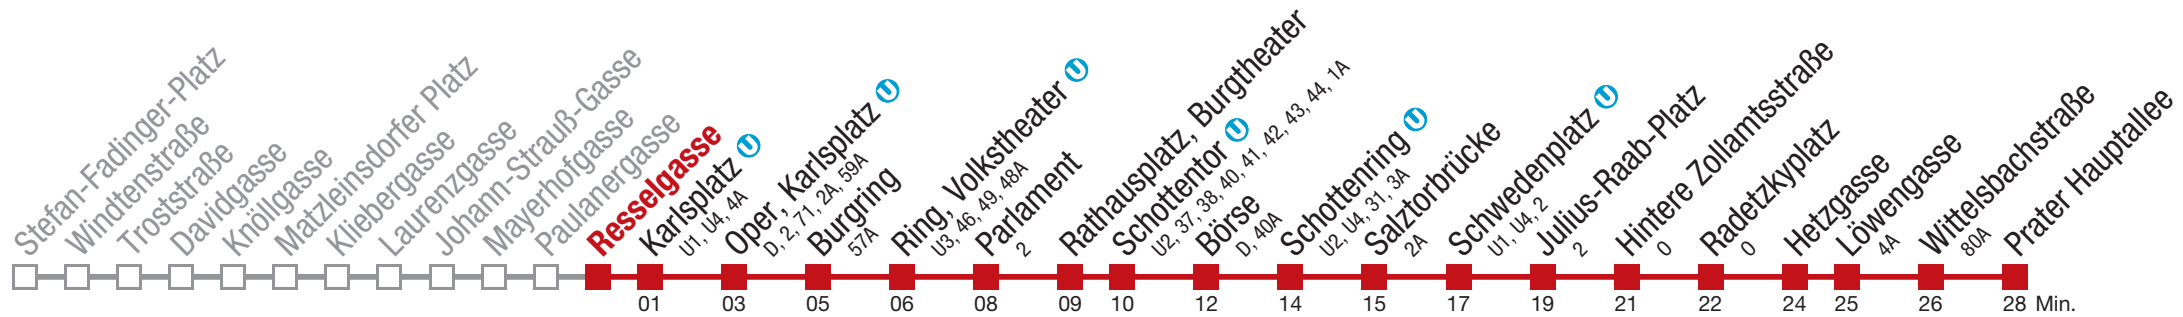 Stefan-Fadinger-Platz
Windtenstraße
Troststraße
Davidgasse
Knöllgasse
Matzleinsdorfer Platz
Kliebergasse
Laurenzgasse
Johann-Strauß-Gasse
Mayerhofgasse
Paulanergasse
Resselgasse
Karlsplatz U
U1, U4, 4A
Oper, Karlsplatz U
D, 2, 71, 2A, 59A
Burgring
57A
Ring, Volkstheater U
U3, 46, 49, 48A
Parlament
2
Rathausplatz, Burgtheater
Schottentor U
U2, 37, 38, 40, 41, 42, 43, 44, 1A
Börse
D, 40A
Schottenring U
U2, U4, 31, 3A
Salztorbrücke
2A
Schwedenplatz U
U1, U4, 2
Julius-Raab-Platz
2
Hintere Zollamtsstraße
O
Radetzkyplatz
O
Hetzgasse
Löwengasse
4A
Wittelsbachstraße
80A
Prater Hauptallee
01 03 05 06 08 09 10 12 14 15 17 19 21 22 24 25 26 28 Min.